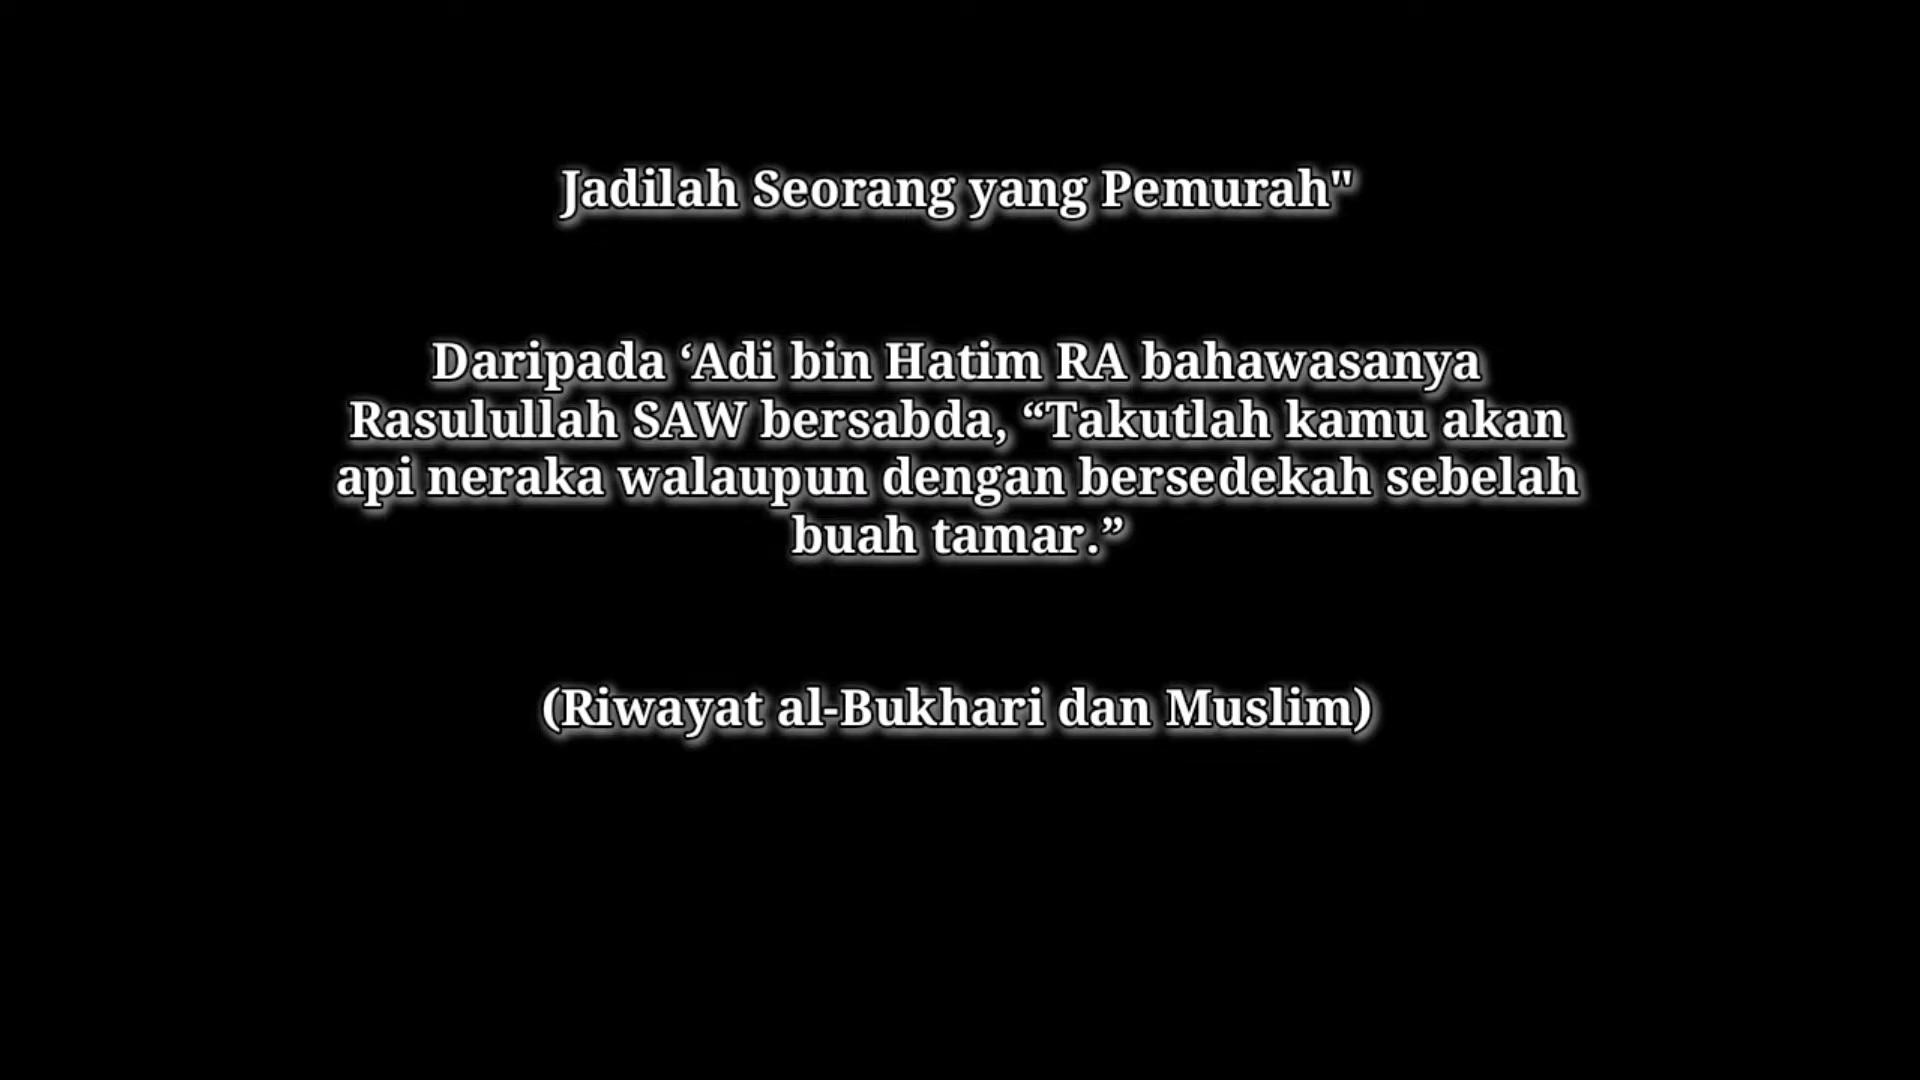 Jadilah Seorang yang Pemurah"
Daripada ‘Adi bin Hatim RA bahawasanya
Rasulullah SAW bersabda, “Takutlah kamu akan
api neraka walaupun dengan bersedekah sebelah
buah tamar.”
(Riwayat al-Bukhari dan Muslim)